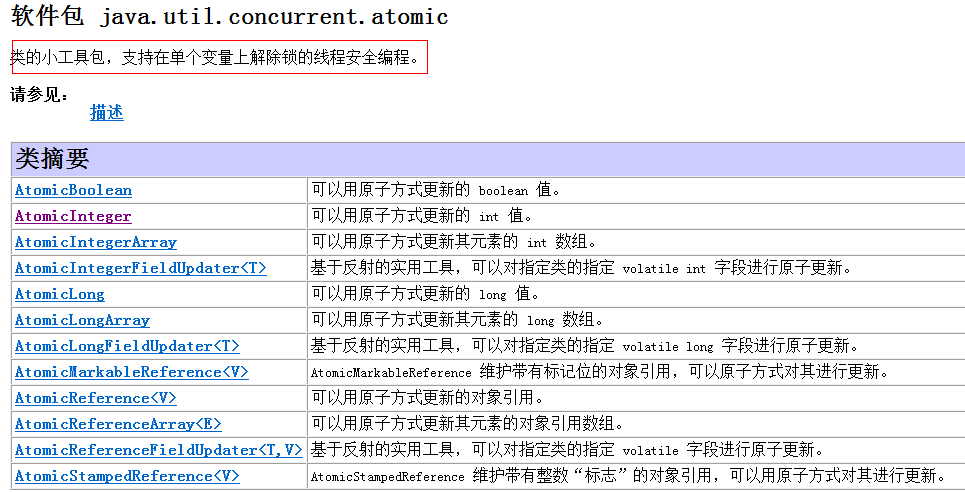 软件包 java.util.concurrent.atomic
类的小工具包，支持在单个变量上解除锁的线程安全编程。
请参见：
描述
类摘要
AtomicBoolean 可以用原子方式更新的 boolean 值。
AtomicInteger 可以用原子方式更新的 int 值。
AtomicIntegerArray 可以用原子方式更新其元素的 int 数组。
AtomicIntegerFieldUpdater<T> 基于反射的实用工具，可以对指定类的指定 volatile int 字段进行原子更新。
AtomicLong 可以用原子方式更新的 long 值。
AtomicLongArray 可以用原子方式更新其元素的 long 数组。
AtomicLongFieldUpdater<T> 基于反射的实用工具，可以对指定类的指定 volatile long 字段进行原子更新。
AtomicMarkableReference<V> AtomicMarkableReference 维护带有标记位的对象引用，可以原子方式对其进行更新。
AtomicReference<V> 可以用原子方式更新的对象引用。
AtomicReferenceArray<E> 可以用原子方式更新其元素的对象引用数组。
AtomicReferenceFieldUpdater<T,V> 基于反射的实用工具，可以对指定类的指定 volatile 字段进行原子更新。
AtomicStampedReference<V> AtomicStampedReference 维护带有整数“标志”的对象引用，可以用原子方式对其进行更新。